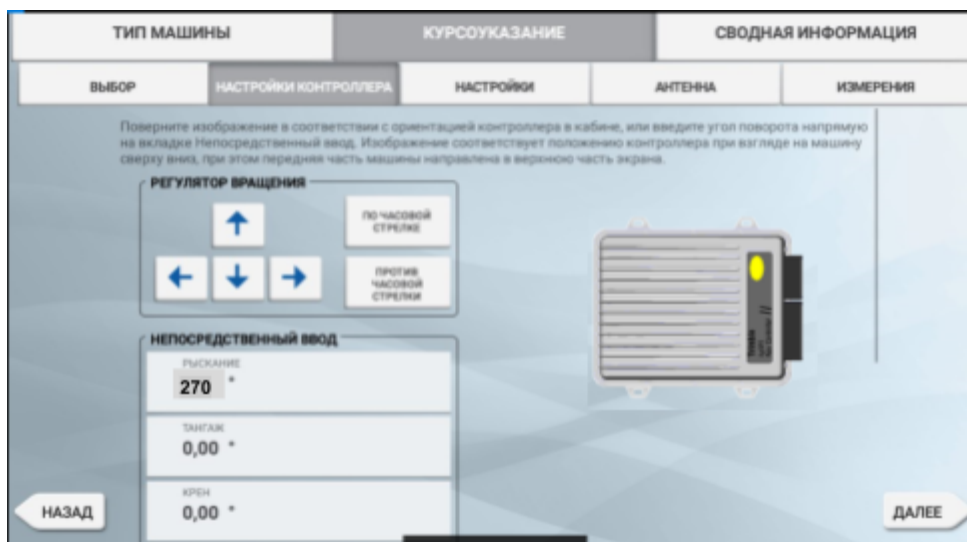 ТИП МАШИНЫ
КУРСОУКАЗАНИЕ
СВОДНАЯ ИНФОРМАЦИЯ
ВЫБОР
НАСТРОЙКИ КОНТРОЛЛЕРА
НАСТРОЙКИ
АНТЕННА
ИЗМЕРЕНИЯ
Поверните изображение в соответствии с ориентацией контроллера в кабине, или введите угол поворота напрямую
на вкладке Непосредственный ввод. Изображение соответствует положению контроллера при взгляде на машину
сверху вниз, при этом передняя часть машины направлена в верхнюю часть экрана.
РЕГУЛЯТОР ВРАЩЕНИЯ
ПО ЧАСОВОЙ
СТРЕЛКЕ
ПРОТИВ
ЧАСОВОЙ
СТРЕЛКИ
НЕПОСРЕДСТВЕННЫЙ ВВОД
РЫСКАНИЕ
270 °
ТАНГАЖ
0,00 °
КРЕН
0,00 °
НАЗАД
ДАЛЕЕ